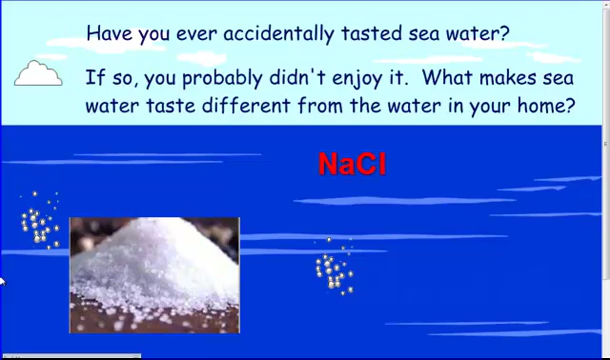 Have you ever accidentally tasted sea water?
If so, you probably didn't enjoy it. What makes sea
water taste different from the water in your home?
NaCl